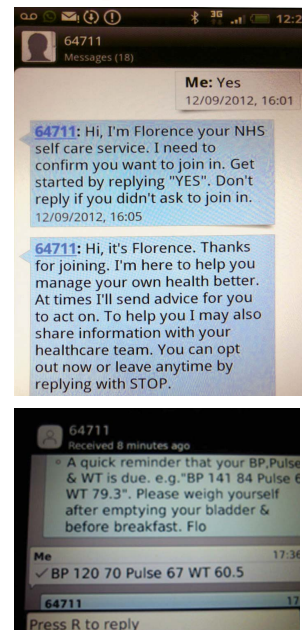 3G 12:2
64711
Messages (18)
Me: Yes
12/09/2012, 16:01
64711: Hi, I'm Florence your NHS
self care service. I need to
confirm you want to join in. Get
started by replying "YES". Don't
reply if you didn't ask to join in.
12/09/2012, 16:05
64711: Hi, it's Florence. Thanks
for joining. I'm here to help you
manage your own health better.
At times I'll send advice for you
to act on. To help you I may also
share information with your
healthcare team. You can opt
out now or leave anytime by
replying with STOP.
64711
Received 8 minutes ago
A quick reminder that your BP,Pulse
& WT is due. e.g."BP 141 84 Pulse 6
WT 79.3". Please weigh yourself
after emptying your bladder &
before breakfast. Flo
Me 17:36
BP 120 70 Pulse 67 WT 60.5
64711 17
Press R to reply